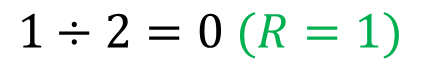 1 ÷ 2 = 0 (R = 1)